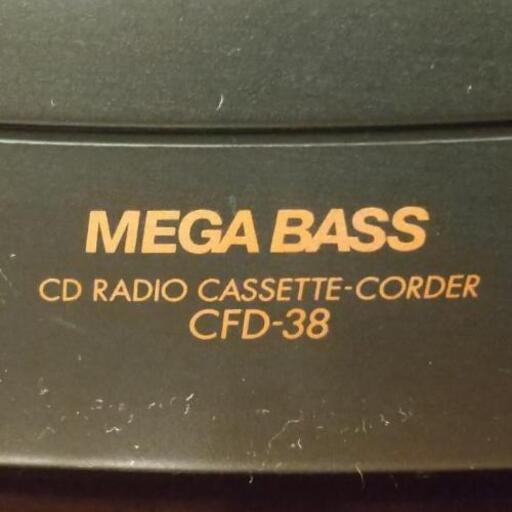 MEGA BASS
CD RADIO CASSETTE-CORDER
CFD-38